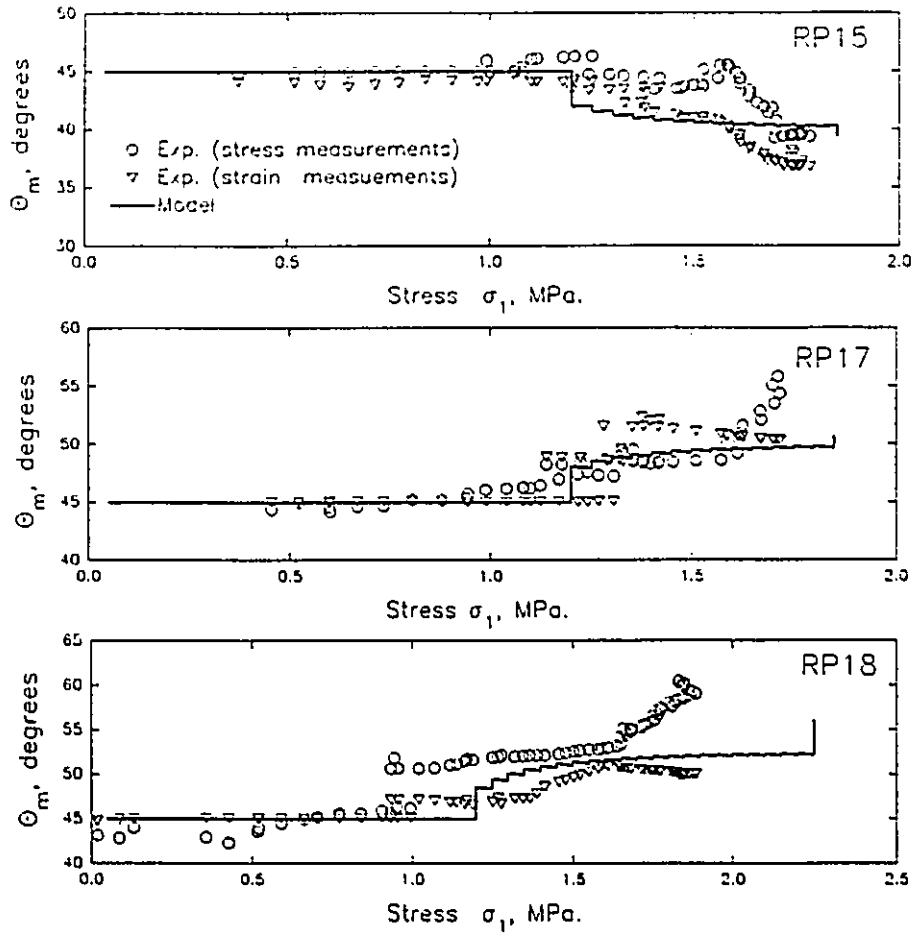 RP15
50
45
40
35
30
Θm, degrees
Exp. (stress measurements)
Exp. (strain measuements)
Model
0.0 0.5 1.0 1.5 2.0
Stress σ1, MPa.
RP17
60
55
50
45
40
Θm, degrees
0.0 0.5 1.0 1.5 2.0
Stress σ1, MPa.
RP18
65
60
55
50
45
40
Θm, degrees
0.0 0.5 1.0 1.5 2.0 2.5
Stress σ1, MPa.